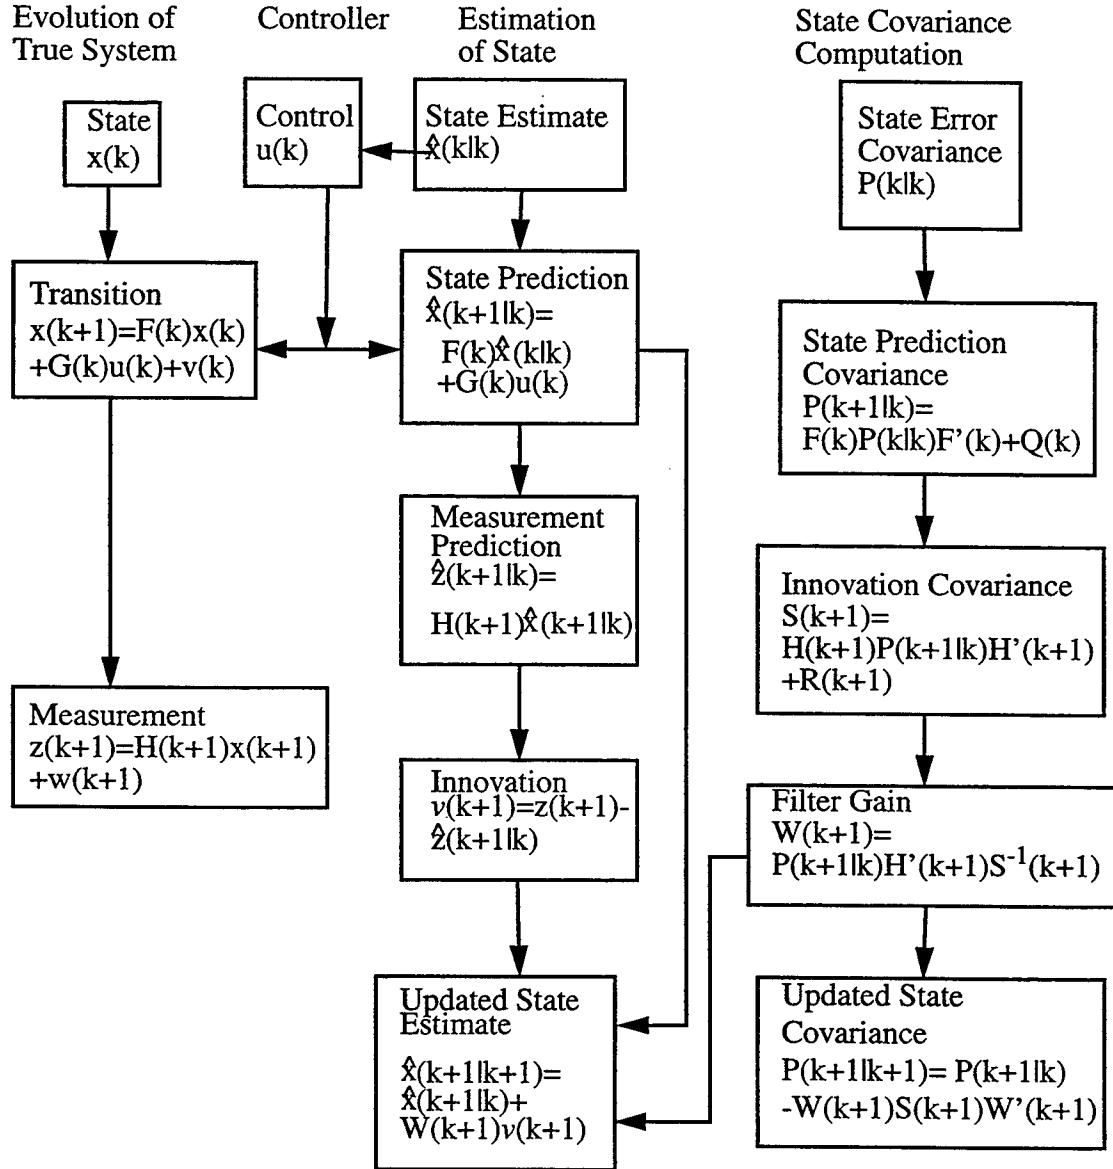 Evolution of
True System
Controller
Estimation
of State
State Covariance
Computation
State
x(k)
Control
u(k)
State Estimate
x̂(k|k)
State Error
Covariance
P(k|k)
Transition
x(k+1)=F(k)x(k)
+G(k)u(k)+v(k)
State Prediction
x̂(k+1|k)=
F(k)x̂(k|k)
+G(k)u(k)
State Prediction
Covariance
P(k+1|k)=
F(k)P(k|k)F’(k)+Q(k)
Measurement
Prediction
ẑ(k+1|k)=
H(k+1)x̂(k+1|k)
Innovation Covariance
S(k+1)=
H(k+1)P(k+1|k)H’(k+1)
+R(k+1)
Measurement
z(k+1)=H(k+1)x(k+1)
+w(k+1)
Innovation
ν(k+1)=z(k+1)-
ẑ(k+1|k)
Filter Gain
W(k+1)=
P(k+1|k)H’(k+1)S⁻¹(k+1)
Updated State
Estimate
x̂(k+1|k+1)=
x̂(k+1|k)+
W(k+1)ν(k+1)
Updated State
Covariance
P(k+1|k+1)= P(k+1|k)
-W(k+1)S(k+1)W’(k+1)